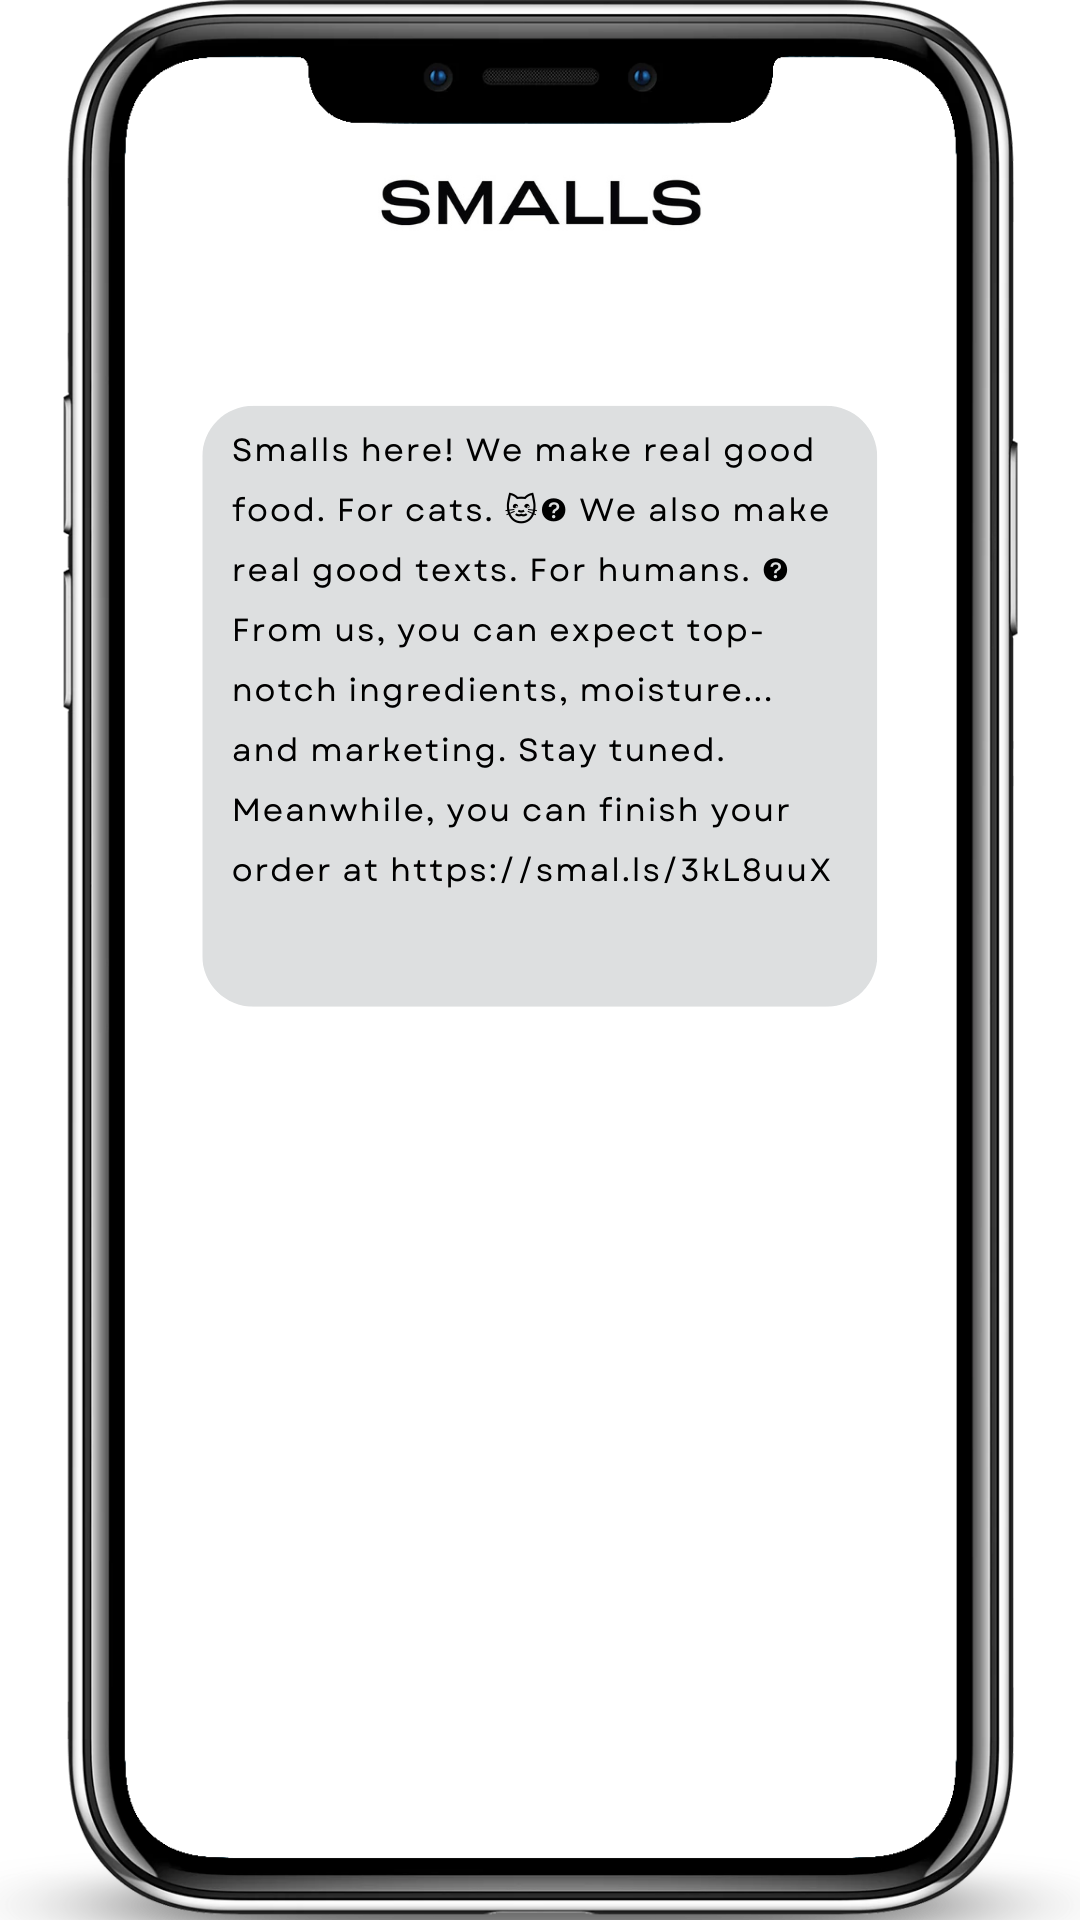 SMALLS
Smalls here! We make real good
food. For cats. 🐱❓ We also make
real good texts. For humans. ❓
From us, you can expect top-
notch ingredients, moisture...
and marketing. Stay tuned.
Meanwhile, you can finish your
order at https://smal.ls/3kL8uuX